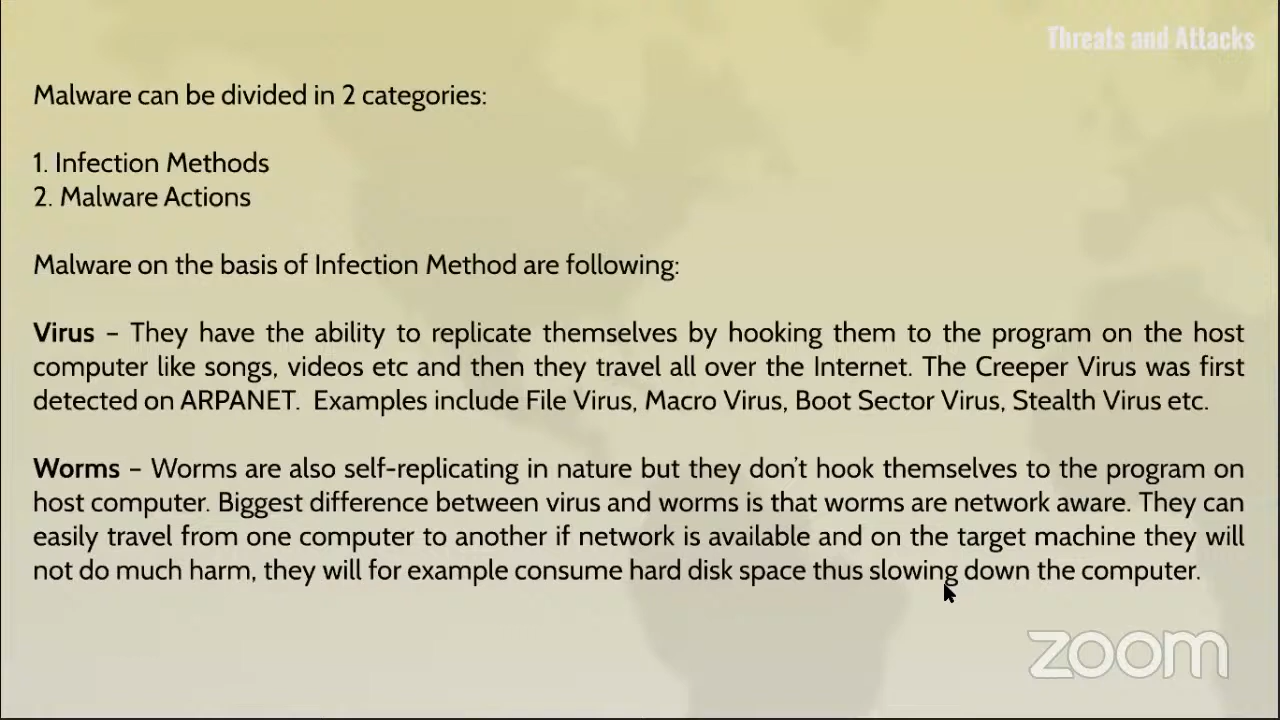 Threats and Attacks
Malware can be divided in 2 categories:
1. Infection Methods
2. Malware Actions
Malware on the basis of Infection Method are following:
Virus – They have the ability to replicate themselves by hooking them to the program on the host
computer like songs, videos etc and then they travel all over the Internet. The Creeper Virus was first
detected on ARPANET. Examples include File Virus, Macro Virus, Boot Sector Virus, Stealth Virus etc.
Worms – Worms are also self-replicating in nature but they don't hook themselves to the program on
host computer. Biggest difference between virus and worms is that worms are network aware. They can
easily travel from one computer to another if network is available and on the target machine they will
not do much harm, they will for example consume hard disk space thus slowing down the computer.
zoom